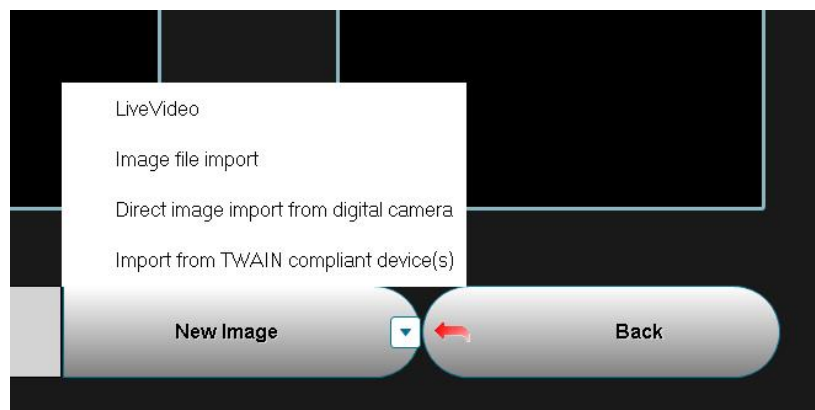 LiveVideo
Image file import
Direct image import from digital camera
Import from TWAIN compliant device(s)
New Image
Back